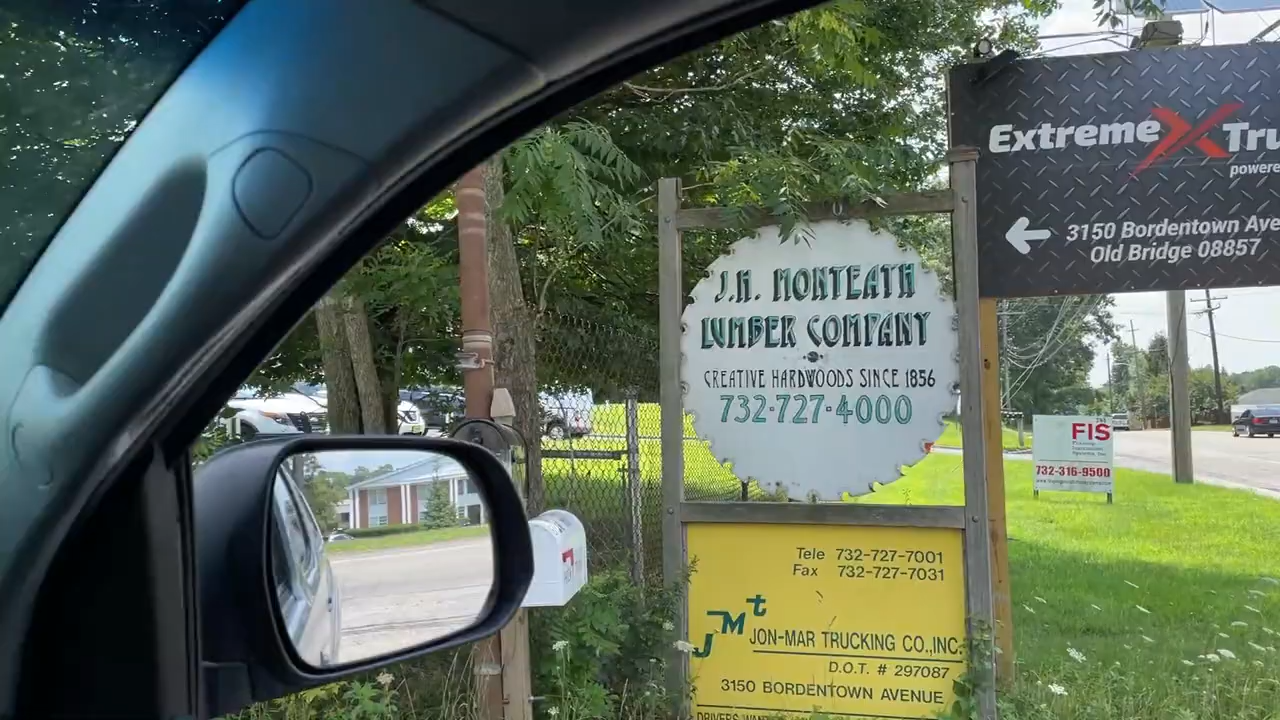 J.H. MONTEATH
LUMBER COMPANY
CREATIVE HARDWOODS SINCE 1856
732·727·4000
Tele 732-727-7001
Fax 732-727-7031
JMt
JON-MAR TRUCKING CO.,INC.
D.O.T. # 297087
3150 BORDENTOWN AVENUE
Extreme X Tru
powere
3150 Bordentown Ave
Old Bridge 08857
FIS
732-316-9500